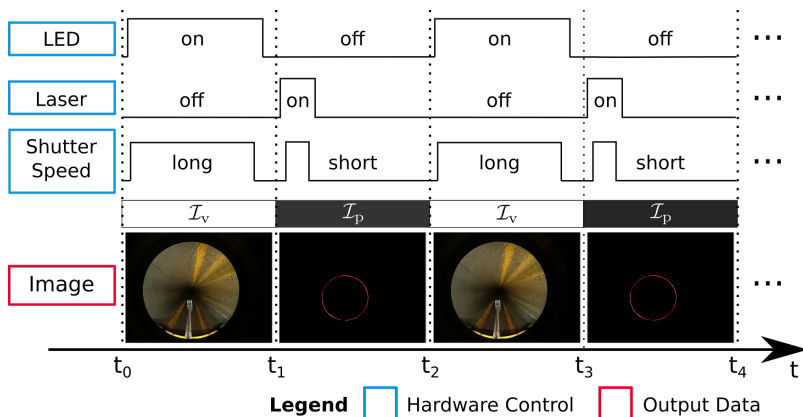 LED on off on off ...
Laser off on off on ...
Shutter
Speed long short long short ...
ℐv ℐp ℐv ℐp
Image ...
t0 t1 t2 t3 t4 t
Legend Hardware Control Output Data